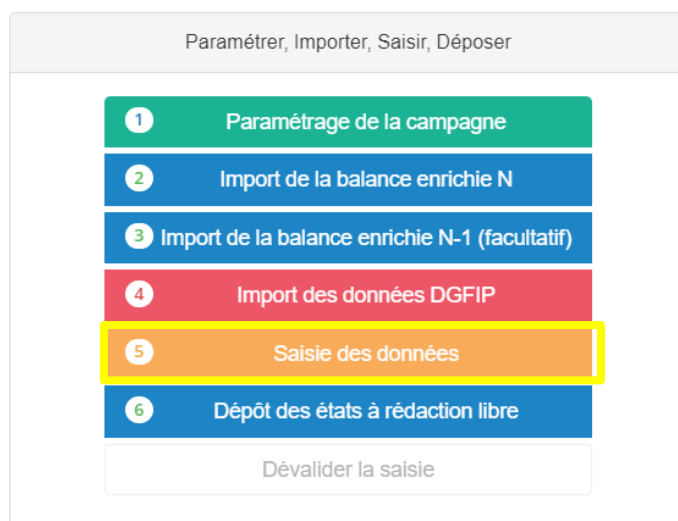 Paramétrer, Importer, Saisir, Déposer
1 Paramétrage de la campagne
2 Import de la balance enrichie N
3 Import de la balance enrichie N-1 (facultatif)
4 Import des données DGFIP
5 Saisie des données
6 Dépôt des états à rédaction libre
Dévalider la saisie